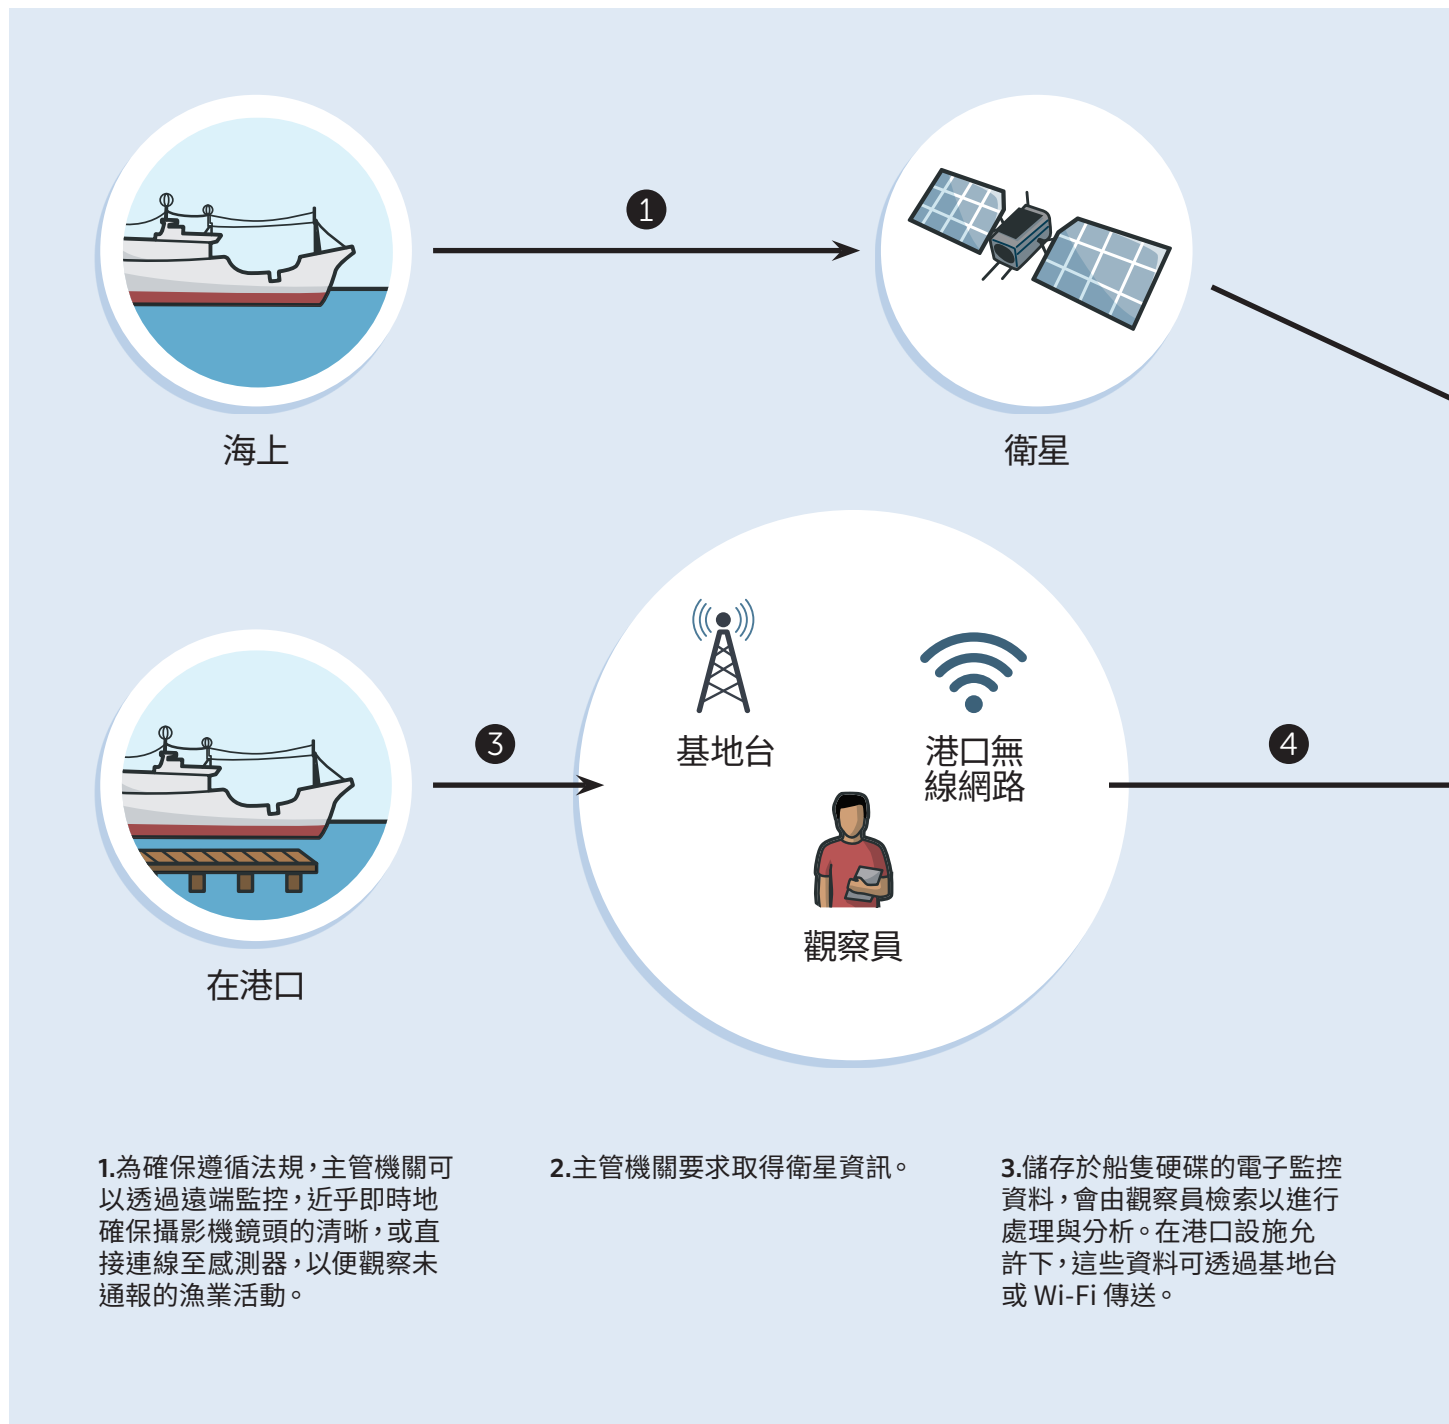 1
海上
衛星
3
4
基地台
港口無
線網路
觀察員
在港口
1.為確保遵循法規，主管機關可
以透過遠端監控，近乎即時地
確保攝影機鏡頭的清晰，或直
接連線至感測器，以便觀察未
通報的漁業活動。
2.主管機關要求取得衛星資訊。
3.儲存於船隻硬碟的電子監控
資料，會由觀察員檢索以進行
處理與分析。在港口設施允
許下，這些資料可透過基地台
或 Wi-Fi 傳送。